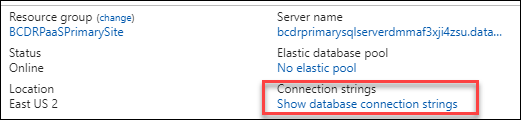 Resource group (change)
BCDRPaaSPrimarySite
Server name
bcdrprimarysqlserverdmmaf3xji4zsu.data...
Status
Online
Elastic database pool
No elastic pool
Location
East US 2
Connection strings
Show database connection strings